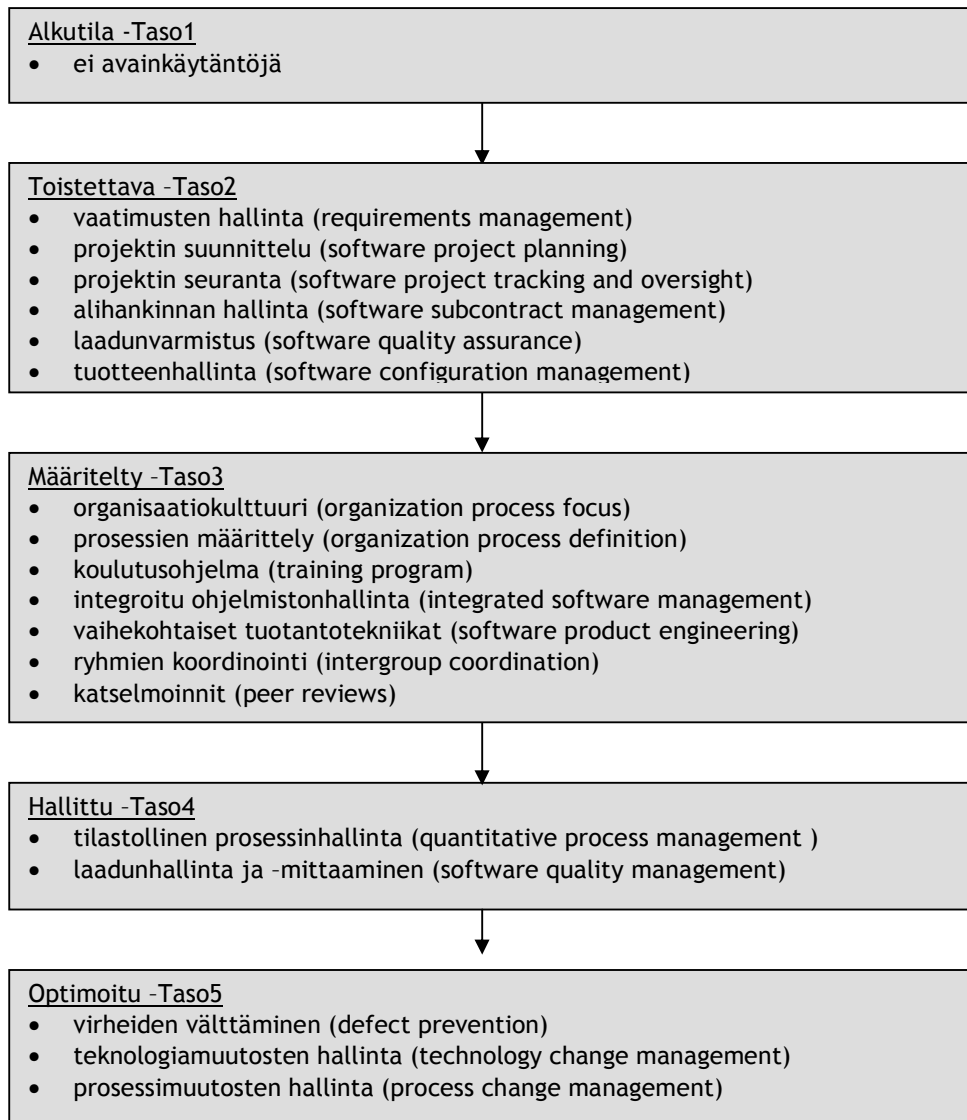 Alkutila -Taso1
• ei avainkäytäntöjä
Toistettava –Taso2
• vaatimusten hallinta (requirements management)
• projektin suunnittelu (software project planning)
• projektin seuranta (software project tracking and oversight)
• alihankinnan hallinta (software subcontract management)
• laadunvarmistus (software quality assurance)
• tuotteenhallinta (software configuration management)
Määritelty –Taso3
• organisaatiokulttuuri (organization process focus)
• prosessien määrittely (organization process definition)
• koulutusohjelma (training program)
• integroitu ohjelmistonhallinta (integrated software management)
• vaihekohtaiset tuotantotekniikat (software product engineering)
• ryhmien koordinointi (intergroup coordination)
• katselmoinnit (peer reviews)
Hallittu –Taso4
• tilastollinen prosessinhallinta (quantitative process management )
• laadunhallinta ja –mittaaminen (software quality management)
Optimoitu –Taso5
• virheiden välttäminen (defect prevention)
• teknologiamuutosten hallinta (technology change management)
• prosessimuutosten hallinta (process change management)